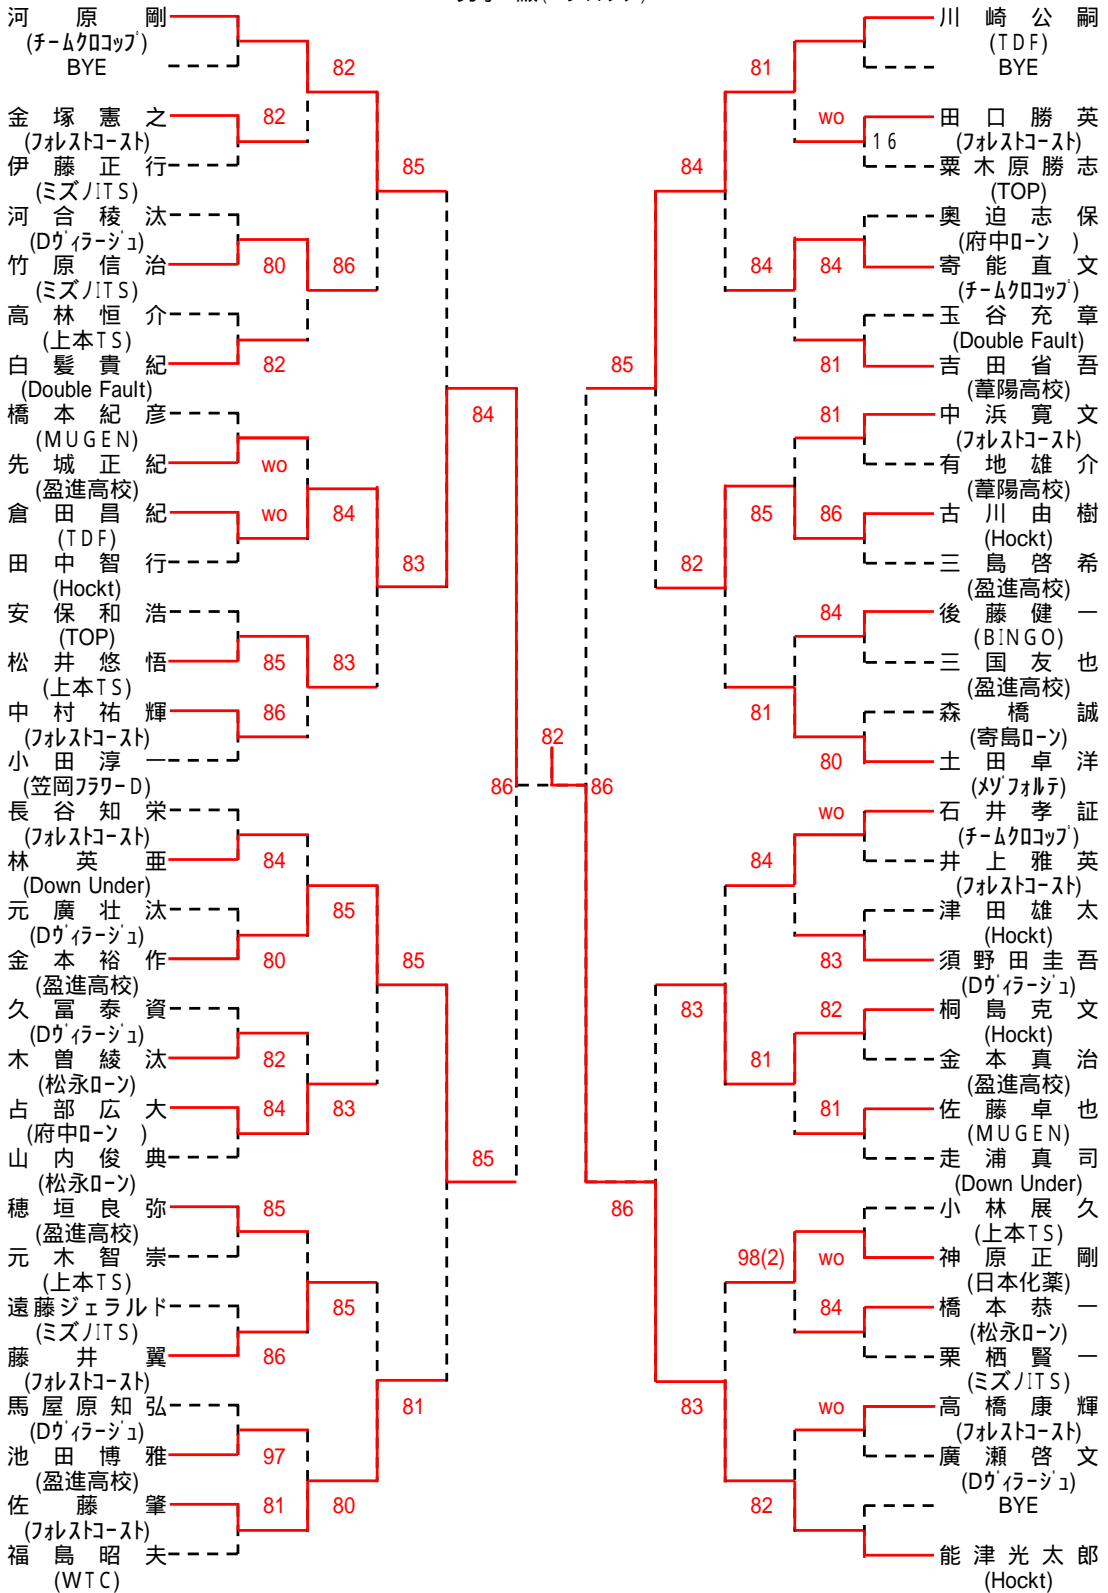 河原剛
(チームクロコップ)
BYE
82
金塚憲之
82
(フォレストコースト)
伊藤正行
(ミズノITS)
85
河合稜汰
(Dヴィラージュ)
竹原信治
80
86
(ミズノITS)
高林恒介
(上本TS)
白髪貴紀
82
(Double Fault)
橋本紀彦
84
(MUGEN)
先城正紀
wo
(盈進高校)
倉田昌紀
wo
84
(TDF)
田中智行
83
(Hockt)
安保和浩
(TOP)
松井悠悟
85
83
(上本TS)
中村祐輝
86
(フォレストコースト)
小田淳一
(笠岡フラワーD)
86
長谷知栄
(フォレストコースト)
林英亜
84
(Down Under)
元廣壮汰
85
(Dヴィラージュ)
金本裕作
80
85
(盈進高校)
久冨泰資
(Dヴィラージュ)
木曽綾汰
82
(松永ローン)
占部広大
84
83
(府中ローン )
山内俊典
85
(松永ローン)
穂垣良弥
85
(盈進高校)
元木智崇
(上本TS)
遠藤ジェラルド
85
(ミズノITS)
藤井翼
86
(フォレストコースト)
馬屋原知弘
81
(Dヴィラージュ)
池田博雅
97
(盈進高校)
佐藤肇
81
80
(フォレストコースト)
福島昭夫
(WTC)
82
川崎公嗣
(TDF)
81
BYE
wo
田口勝英
16
(フォレストコースト)
84
粟木原勝志
(TOP)
奥迫志保
(府中ローン )
84
84
寄能直文
(チームクロコップ)
玉谷充章
(Double Fault)
85
81
吉田省吾
(葦陽高校)
81
中浜寛文
(フォレストコースト)
有地雄介
(葦陽高校)
85
86
古川由樹
(Hockt)
82
三島啓希
(盈進高校)
84
後藤健一
(BINGO)
三国友也
(盈進高校)
81
森橋誠
(寄島ローン)
80
土田卓洋
(メゾフォルテ)
86
wo
石井孝証
(チームクロコップ)
84
井上雅英
(フォレストコースト)
津田雄太
(Hockt)
83
須野田圭吾
(Dヴィラージュ)
83
82
桐島克文
(Hockt)
81
金本真治
(盈進高校)
81
佐藤卓也
(MUGEN)
走浦真司
(Down Under)
86
小林展久
(上本TS)
98(2)
wo
神原正剛
(日本化薬)
84
橋本恭一
(松永ローン)
栗栖賢一
(ミズノITS)
83
wo
高橋康輝
(フォレストコースト)
廣瀬啓文
(Dヴィラージュ)
82
BYE
能津光太郎
(Hockt)